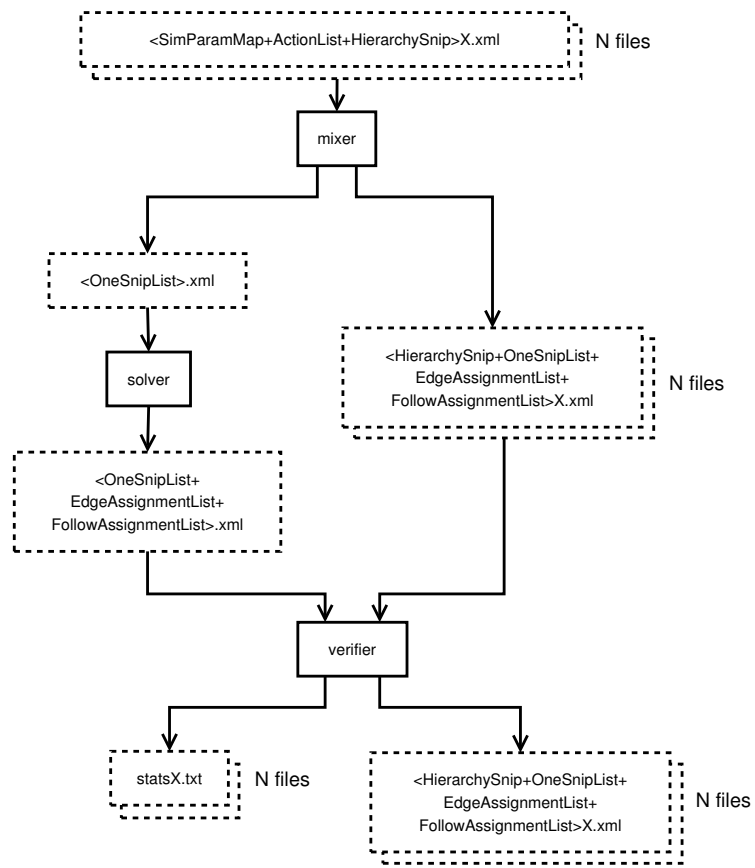 <SimParamMap+ActionList+HierarchySnip>X.xml
N files
mixer
<OneSnipList>.xml
<HierarchySnip+OneSnipList+
EdgeAssignmentList+
FollowAssignmentList>X.xml
N files
solver
<OneSnipList+
EdgeAssignmentList+
FollowAssignmentList>.xml
verifier
statsX.txt
N files
<HierarchySnip+OneSnipList+
EdgeAssignmentList+
FollowAssignmentList>X.xml
N files